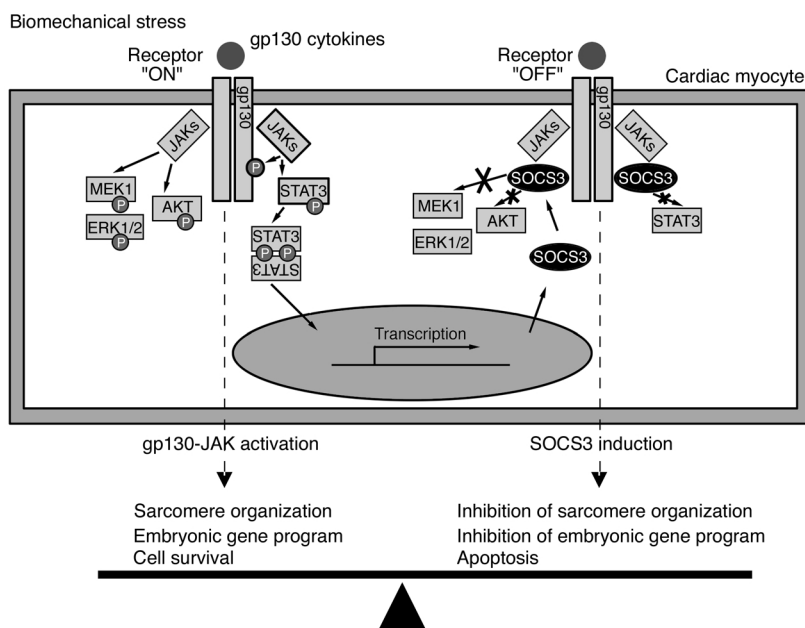 Biomechanical stress
gp130 cytokines
Receptor
"ON"
gp130
JAKs
JAKs
P
MEK1
P
ERK1/2
P
AKT
P
STAT3
P
STAT3
P P
STAT3
Receptor
"OFF"
gp130
Cardiac myocyte
JAKs
JAKs
SOCS3
SOCS3
MEK1
AKT
STAT3
ERK1/2
SOCS3
Transcription
gp130-JAK activation
SOCS3 induction
Sarcomere organization
Embryonic gene program
Cell survival
Inhibition of sarcomere organization
Inhibition of embryonic gene program
Apoptosis